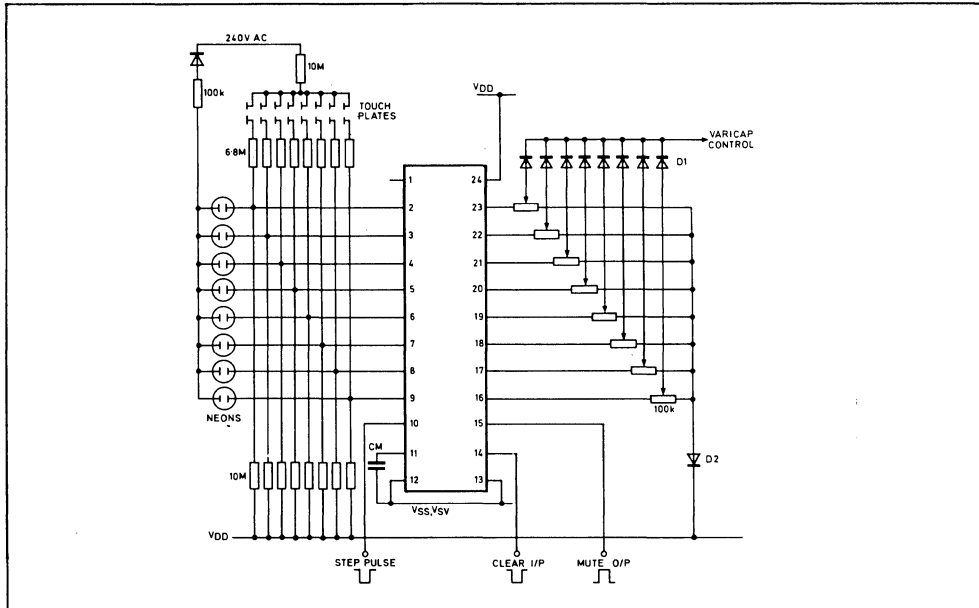 240V AC
10M
100k
TOUCH
PLATES
VDD
VARICAP
CONTROL
D1
6·8M
1
24
2
23
3
22
4
21
5
20
6
19
7
18
8
17
9
16
100k
NEONS
10
15
CM
11
14
D2
10M
12
13
VSS,VSV
VDD
STEP PULSE
CLEAR I/P
MUTE O/P